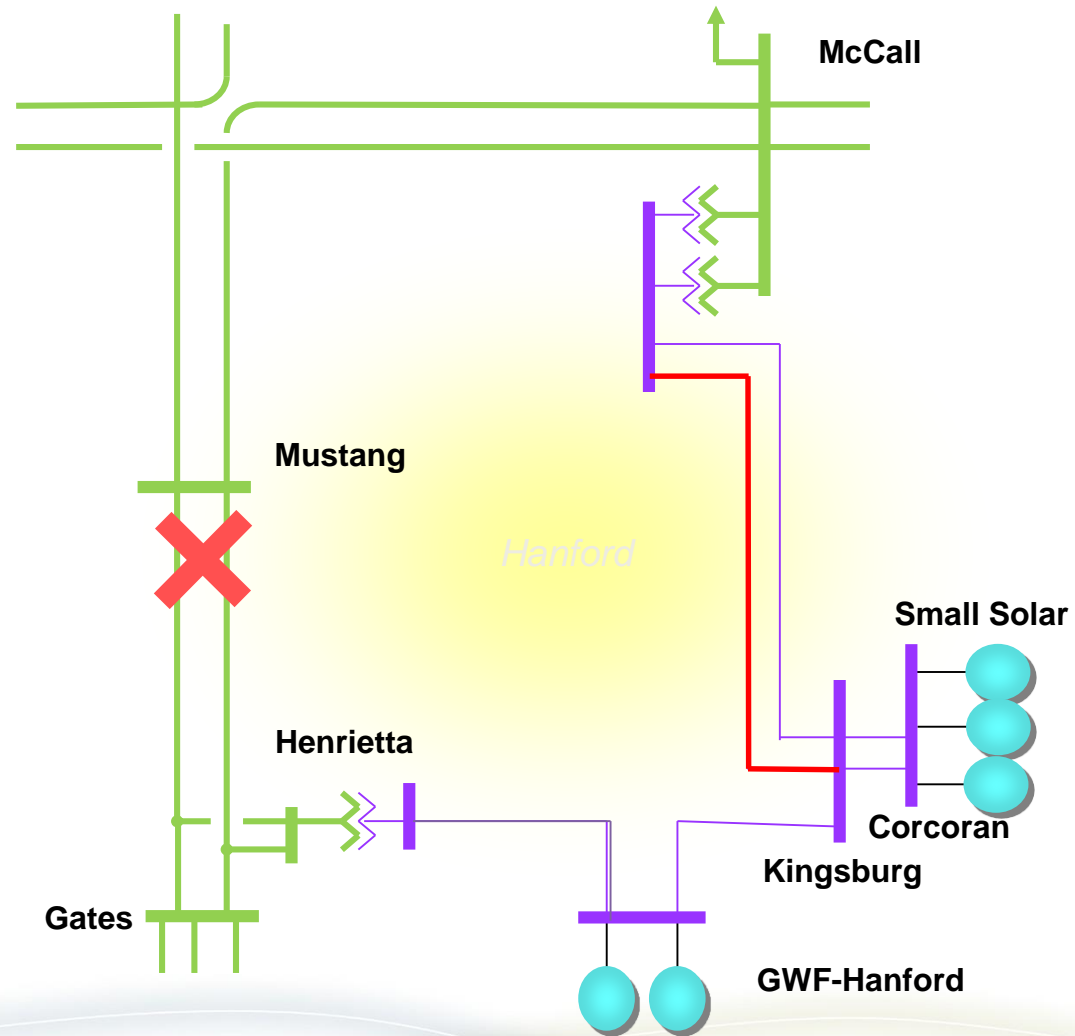 McCall
Mustang
Hanford
Small Solar
Henrietta
Corcoran
Kingsburg
Gates
GWF-Hanford